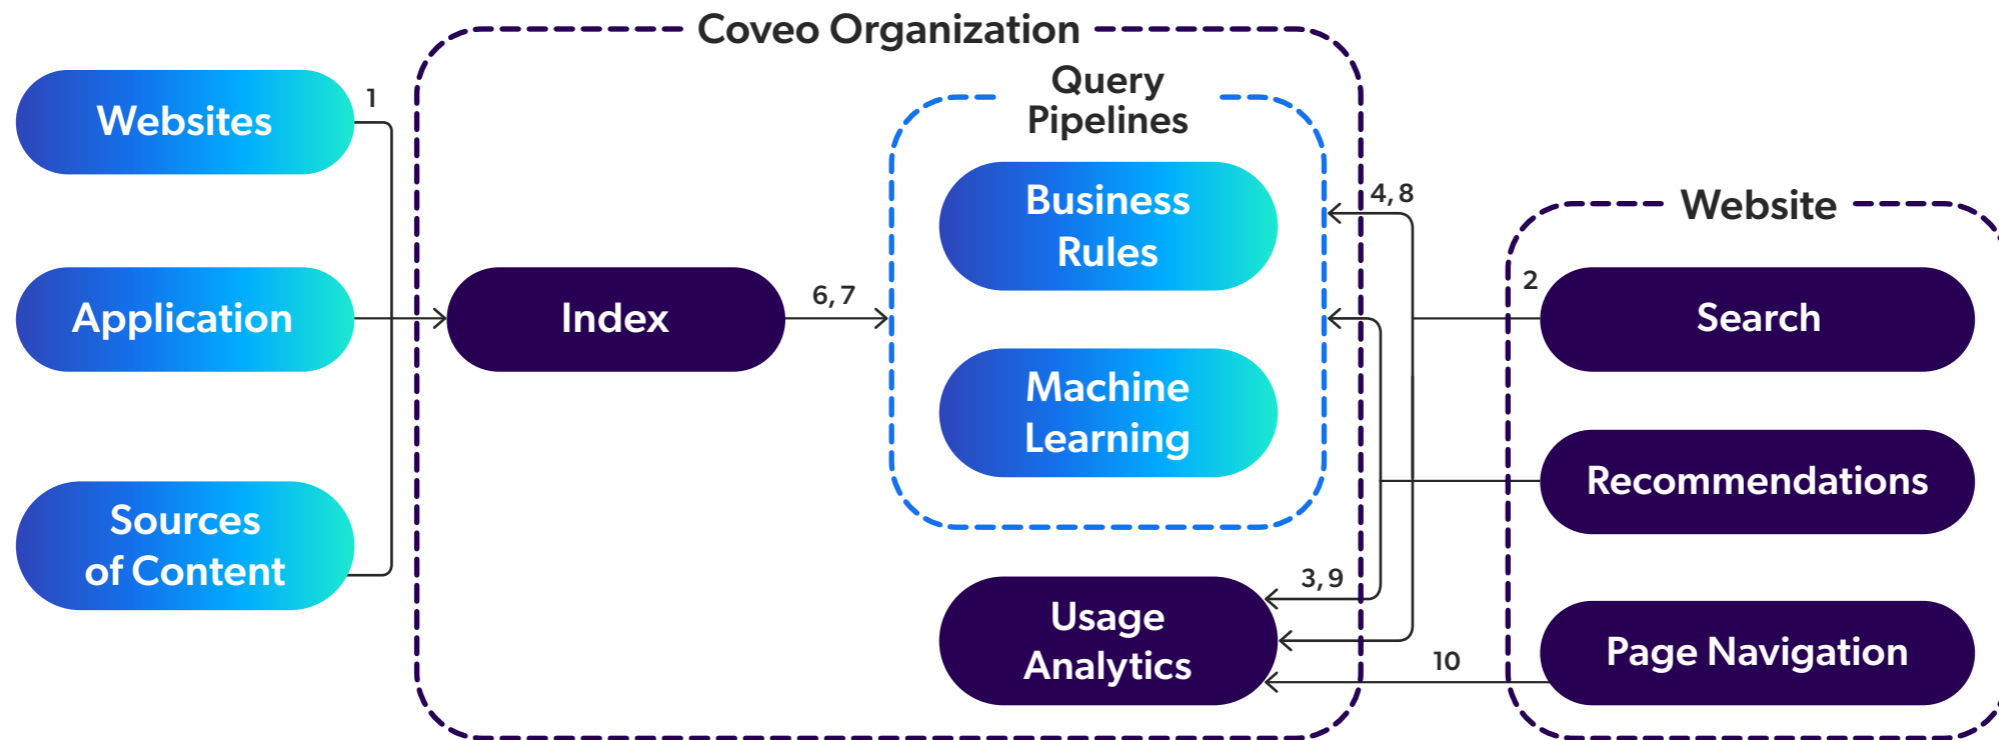 Coveo Organization
Query
Pipelines
Websites
1
Application
Sources
of Content
Index
6, 7
Business
Rules
Machine
Learning
Usage
Analytics
4, 8
3, 9
10
Website
2
Search
Recommendations
Page Navigation